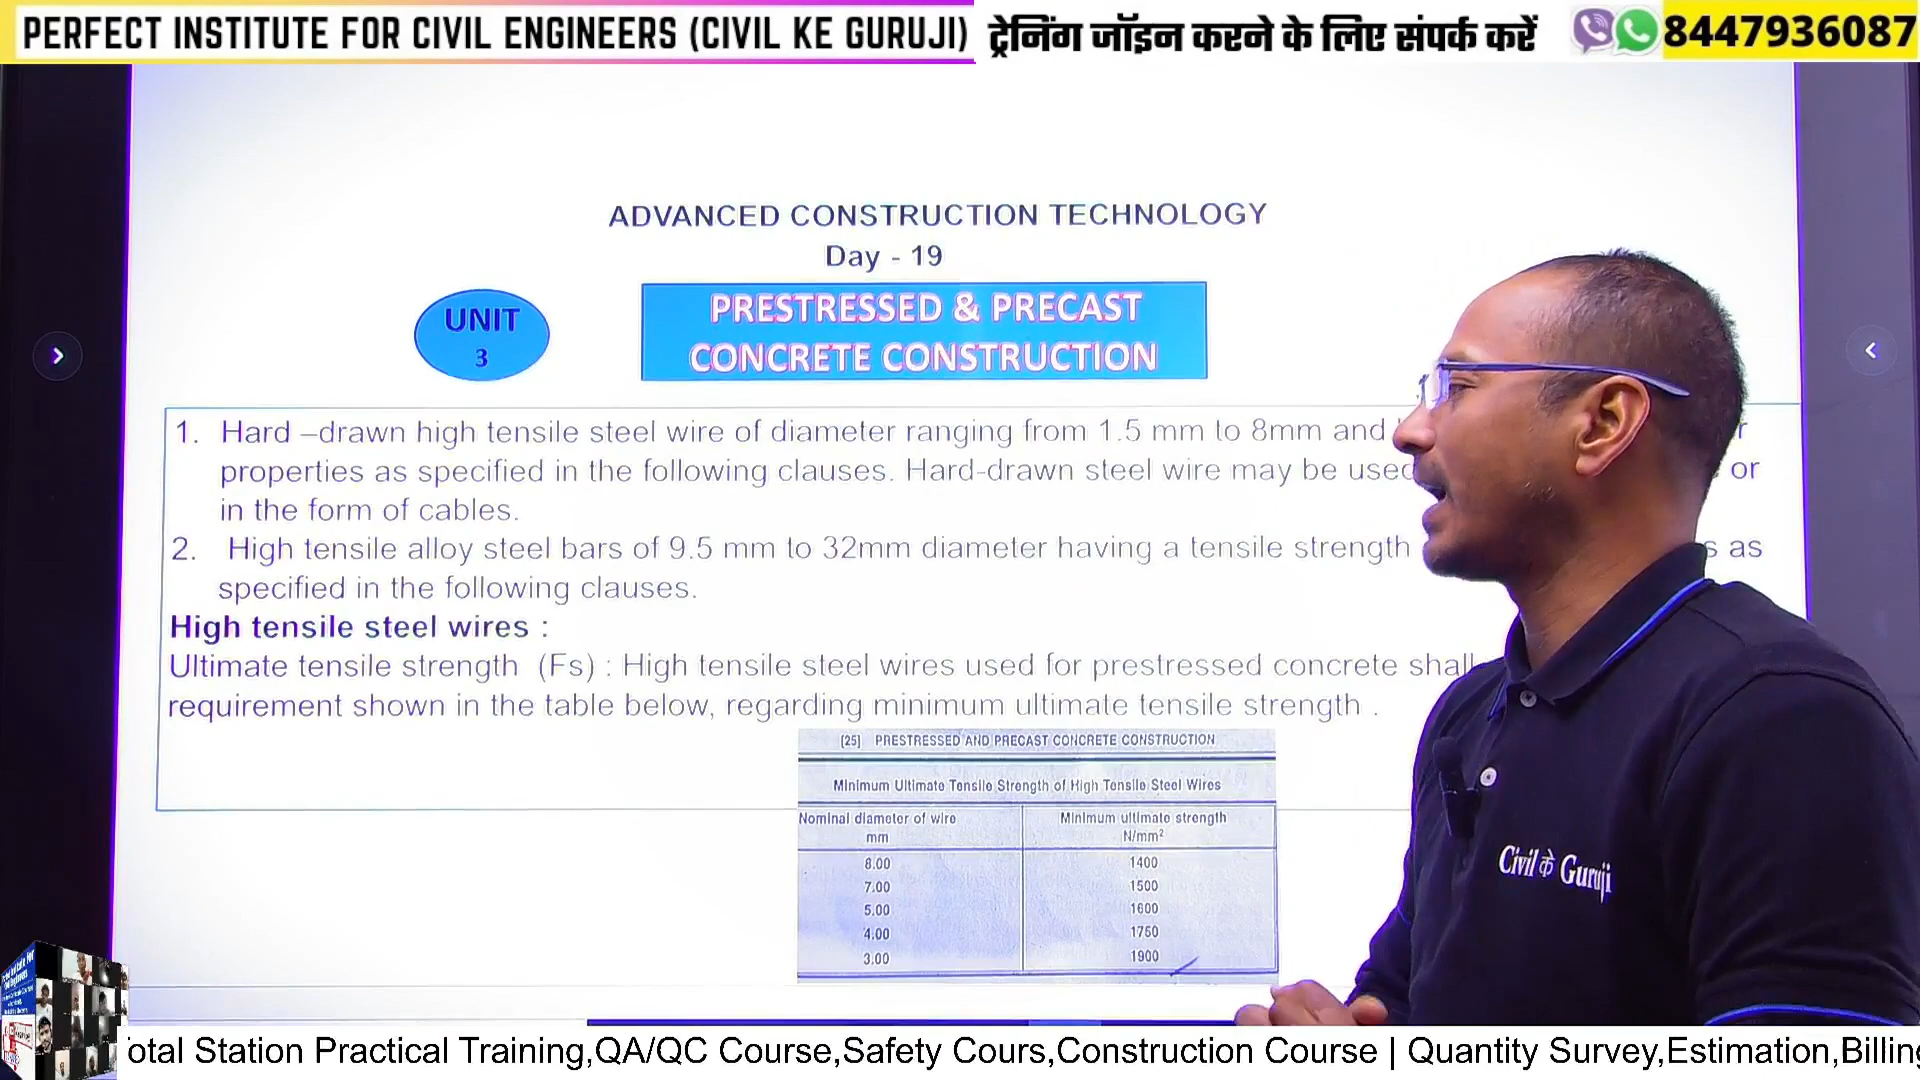 PERFECT INSTITUTE FOR CIVIL ENGINEERS (CIVIL KE GURUJI) ट्रेनिंग जॉइन करने के लिए संपर्क करें 8447936087
ADVANCED CONSTRUCTION TECHNOLOGY
Day - 19
UNIT
3
PRESTRESSED & PRECAST
CONCRETE CONSTRUCTION
1. Hard –drawn high tensile steel wire of diameter ranging from 1.5 mm to 8mm and
properties as specified in the following clauses. Hard-drawn steel wire may be used or
in the form of cables.
2. High tensile alloy steel bars of 9.5 mm to 32mm diameter having a tensile strength as
specified in the following clauses.
High tensile steel wires :
Ultimate tensile strength (Fs) : High tensile steel wires used for prestressed concrete shall
requirement shown in the table below, regarding minimum ultimate tensile strength .
[25] PRESTRESSED AND PRECAST CONCRETE CONSTRUCTION
Minimum Ultimate Tensile Strength of High Tensile Steel Wires
Nominal diameter of wire Minimum ultimate strength
mm N/mm²
8.00 1400
7.00 1500
5.00 1600
4.00 1750
3.00 1900
Civil के Guruji
otal Station Practical Training,QA/QC Course,Safety Cours,Construction Course | Quantity Survey,Estimation,Billing